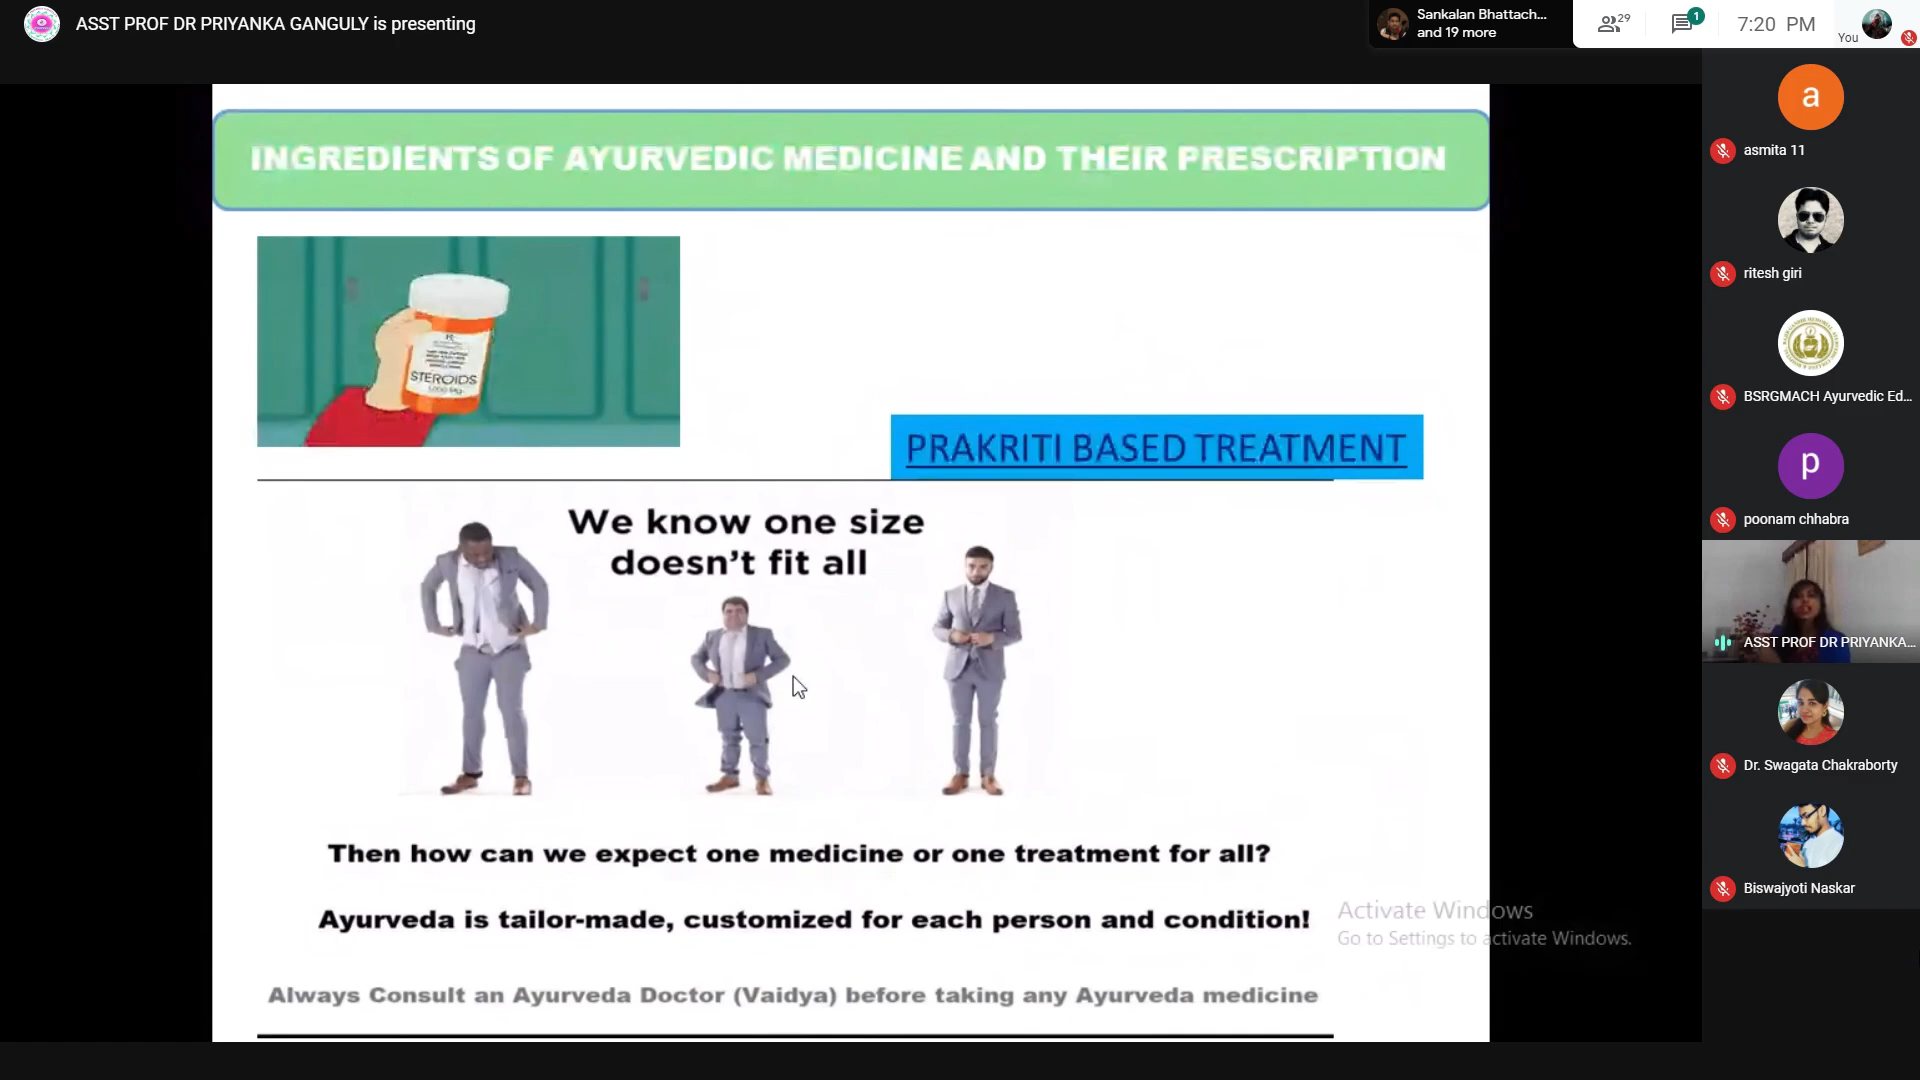 ASST PROF DR PRIYANKA GANGULY is presenting
Sankalan Bhattach...
and 19 more
29
1
7:20 PM
You
INGREDIENTS OF AYURVEDIC MEDICINE AND THEIR PRESCRIPTION
STEROIDS
PRAKRITI BASED TREATMENT
We know one size
doesn't fit all
Then how can we expect one medicine or one treatment for all?
Ayurveda is tailor-made, customized for each person and condition!
Always Consult an Ayurveda Doctor (Vaidya) before taking any Ayurveda medicine
Activate Windows
Go to Settings to activate Windows.
a
asmita 11
ritesh giri
BSRGMACH Ayurvedic Ed...
p
poonam chhabra
ASST PROF DR PRIYANKA...
Dr. Swagata Chakraborty
Biswajyoti Naskar